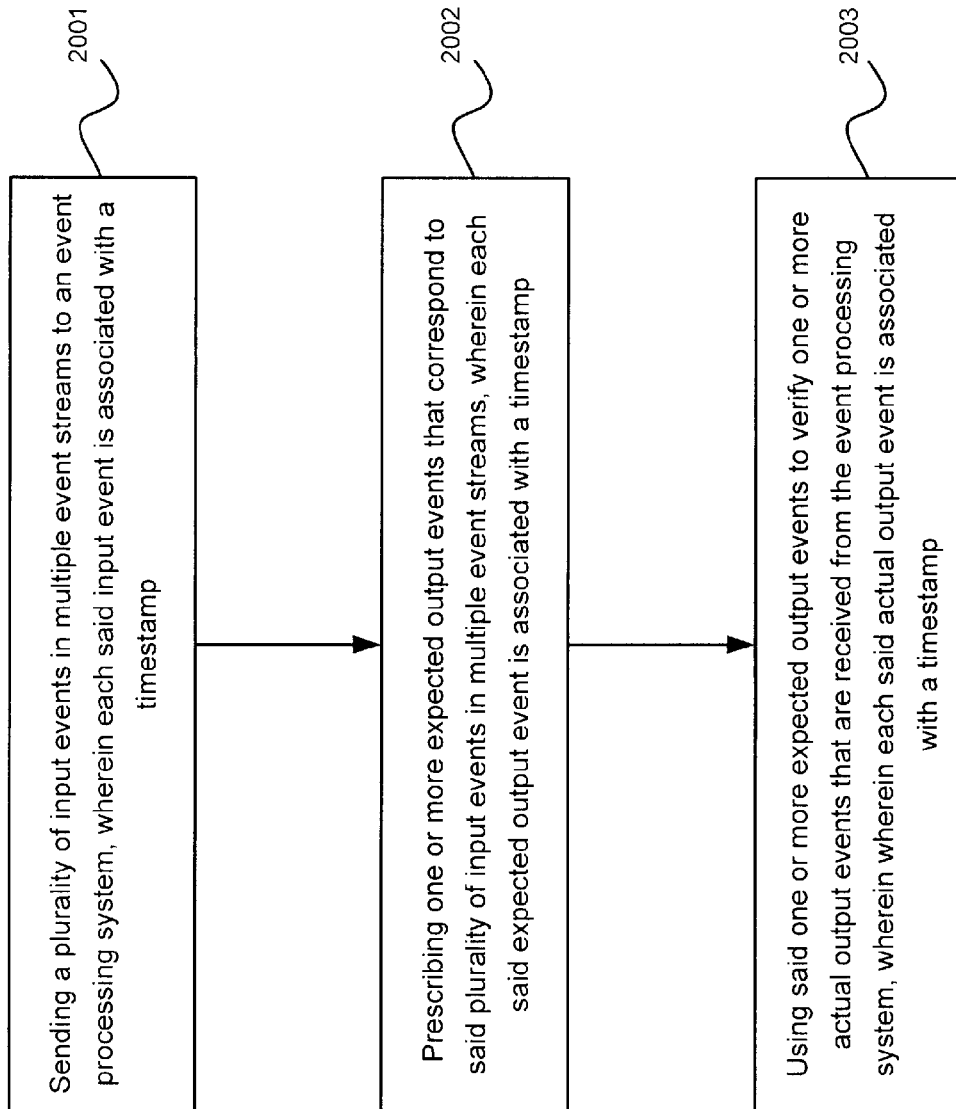 Sending a plurality of input events in multiple event streams to an event
processing system, wherein each said input event is associated with a
timestamp
2001
Prescribing one or more expected output events that correspond to
said plurality of input events in multiple event streams, wherein each
said expected output event is associated with a timestamp
2002
Using said one or more expected output events to verify one or more
actual output events that are received from the event processing
system, wherein wherein each said actual output event is associated
with a timestamp
2003